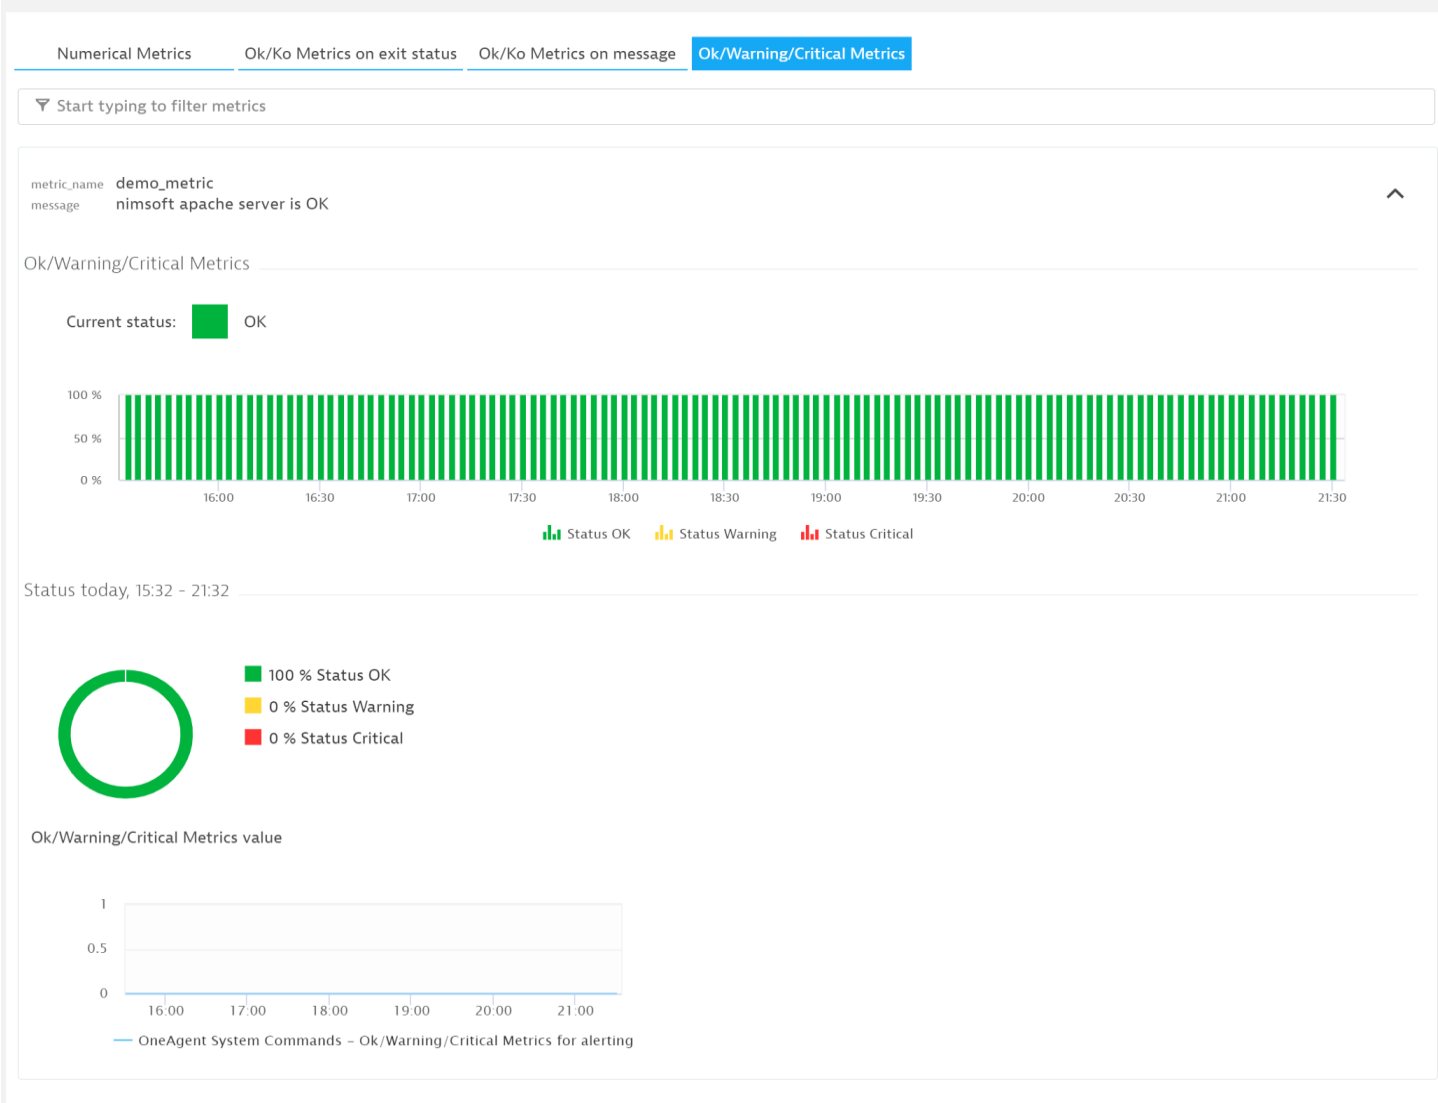 Numerical Metrics Ok/Ko Metrics on exit status Ok/Ko Metrics on message Ok/Warning/Critical Metrics
Start typing to filter metrics
metric_name demo_metric
message nimsoft apache server is OK
Ok/Warning/Critical Metrics
Current status: OK
100 %
50 %
0 %
16:00 16:30 17:00 17:30 18:00 18:30 19:00 19:30 20:00 20:30 21:00 21:30
Status OK Status Warning Status Critical
Status today, 15:32 - 21:32
100 % Status OK
0 % Status Warning
0 % Status Critical
Ok/Warning/Critical Metrics value
1
0.5
0
16:00 17:00 18:00 19:00 20:00 21:00
OneAgent System Commands – Ok/Warning/Critical Metrics for alerting